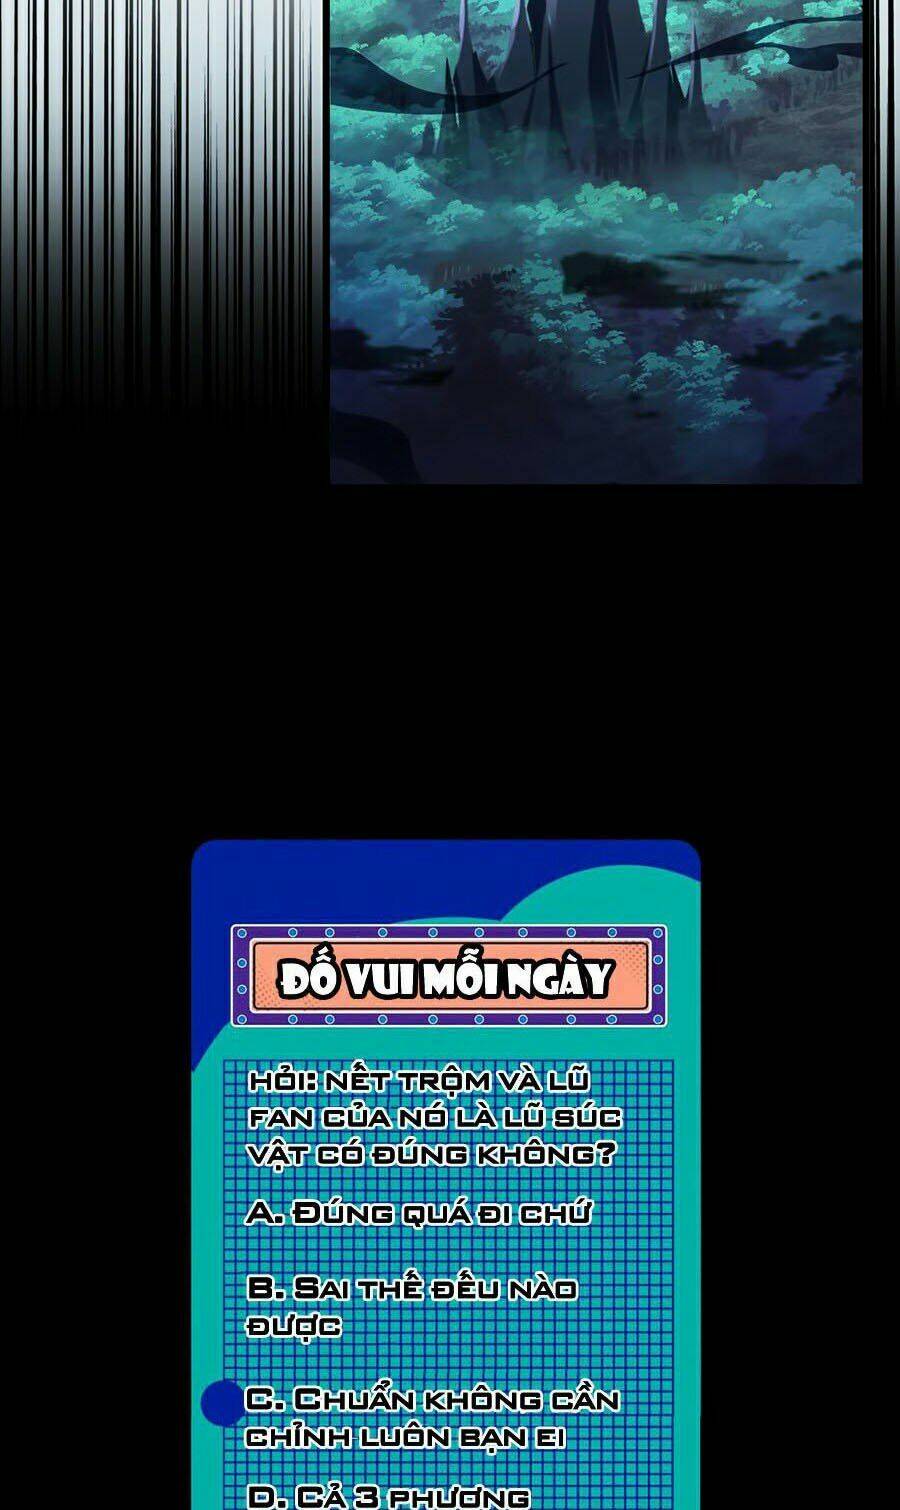 ĐỐ VUI MỖI NGÀY
HỎI: NẾT TRỘM VÀ LŨ
FAN CỦA NÓ LÀ LŨ SÚC
VẬT CÓ ĐÚNG KHÔNG?
A. ĐÚNG QUÁ ĐI CHỨ
B. SAI THẾ ĐẾU NÀO
ĐƯỢC
C. CHUẨN KHÔNG CẦN
CHỈNH LUÔN BẠN EI
D. CẢ 3 PHƯƠNG